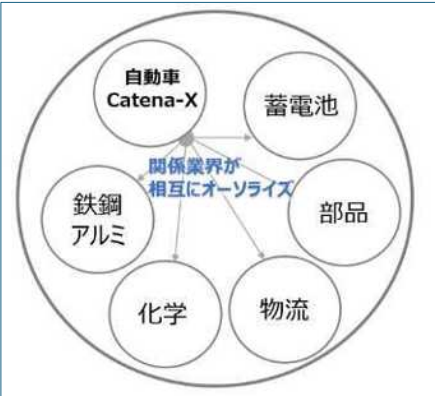 自動車
Catena-X
蓄電池
関係業界が
相互にオーソライズ
鉄鋼
アルミ
部品
化学
物流